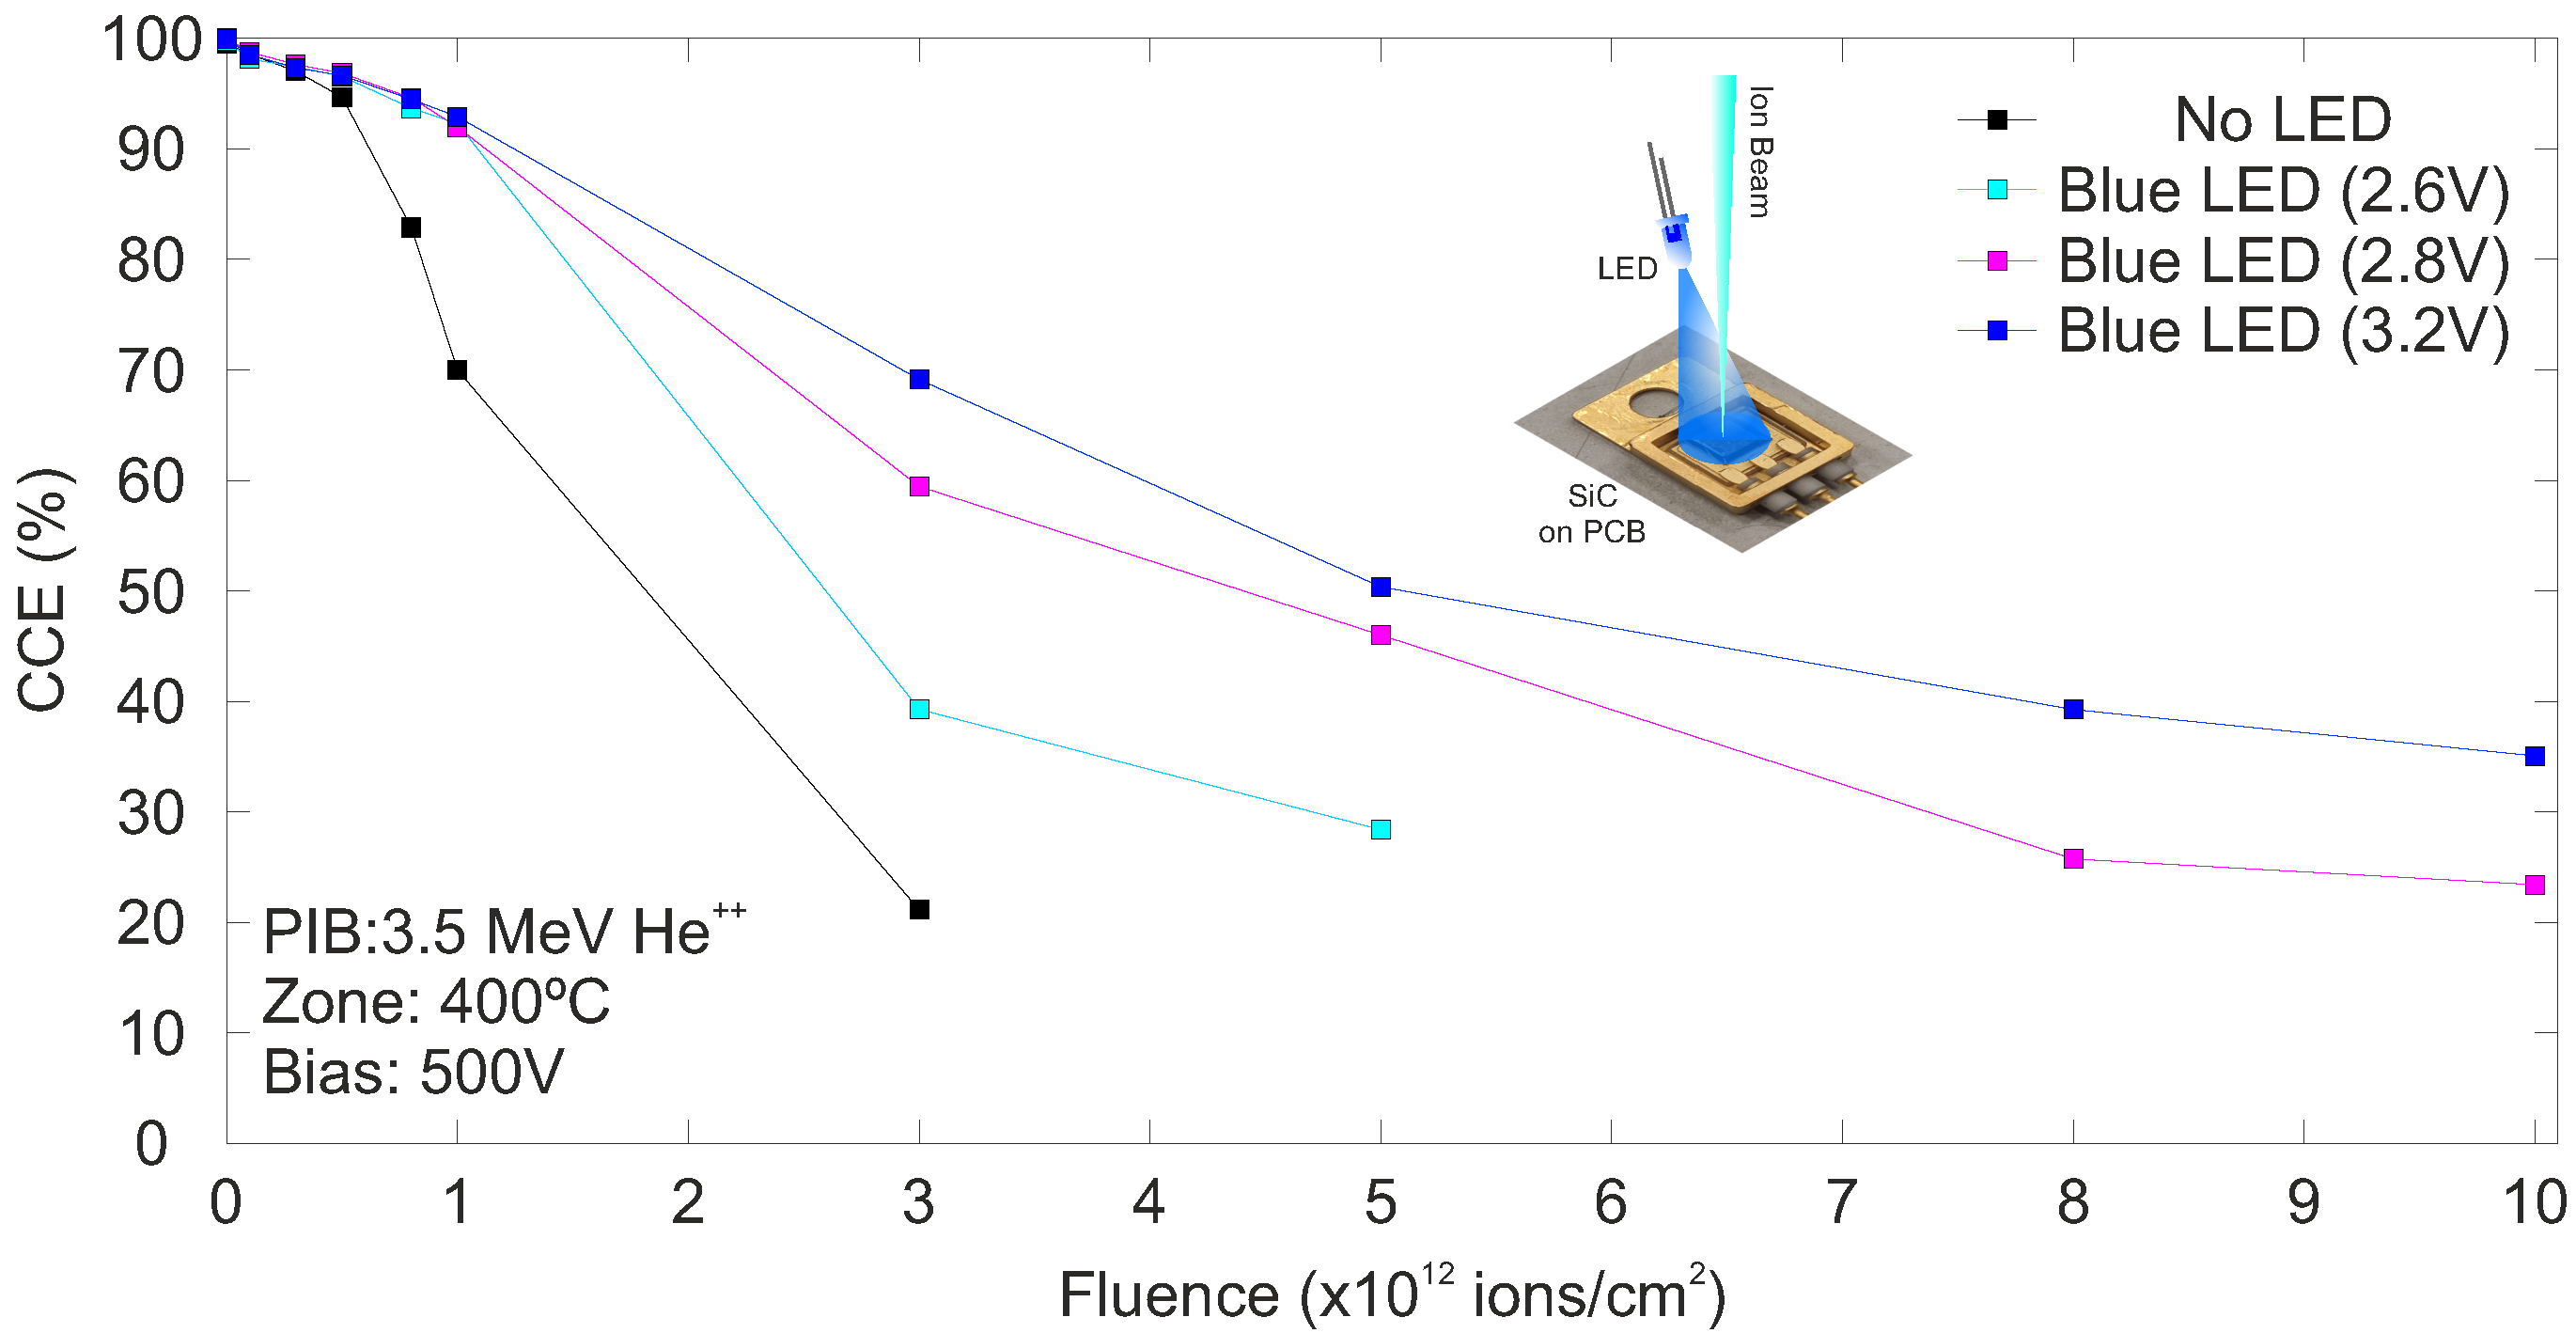 100
90
80
70
60
50
40
30
20
10
0
CCE (%)
No LED
Blue LED (2.6V)
Blue LED (2.8V)
Blue LED (3.2V)
Ion Beam
LED
SiC
on PCB
PIB:3.5 MeV He⁺⁺
Zone: 400ºC
Bias: 500V
0 1 2 3 4 5 6 7 8 9 10
Fluence (x10¹² ions/cm²)